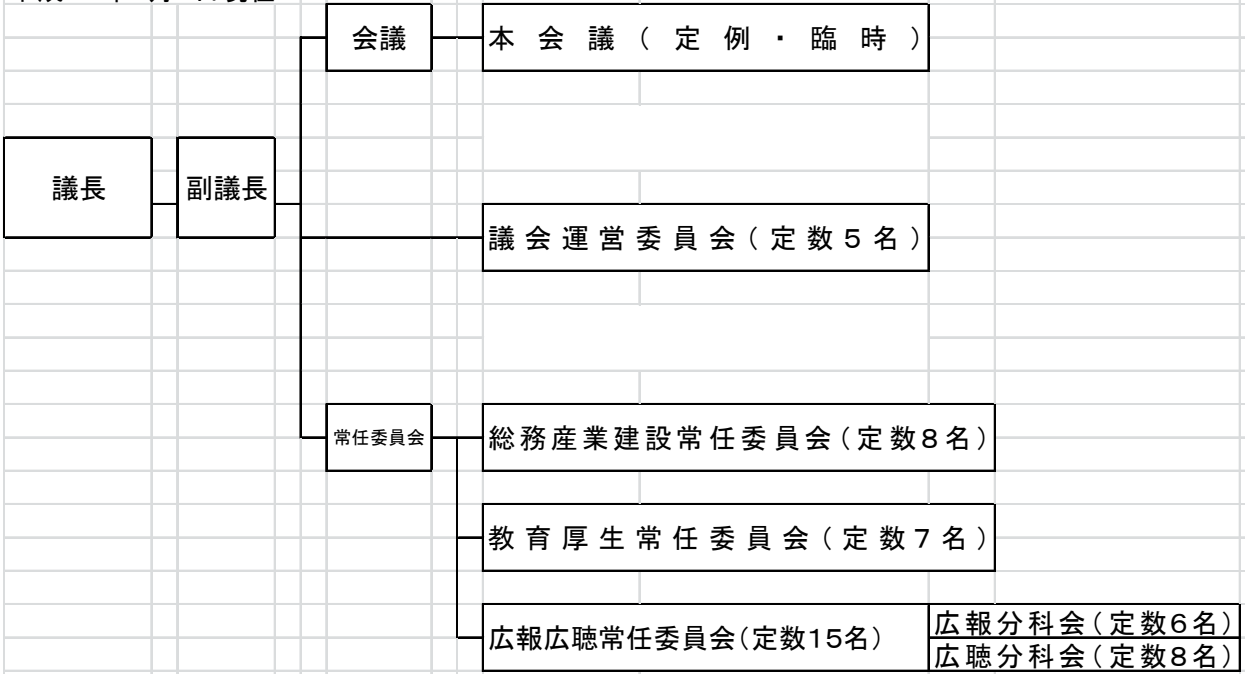 会議
本会議(定例・臨時)
議長
副議長
議会運営委員会(定数5名)
常任委員会
総務産業建設常任委員会(定数8名)
教育厚生常任委員会(定数7名)
広報広聴常任委員会(定数15名)
広報分科会(定数6名)
広聴分科会(定数8名)